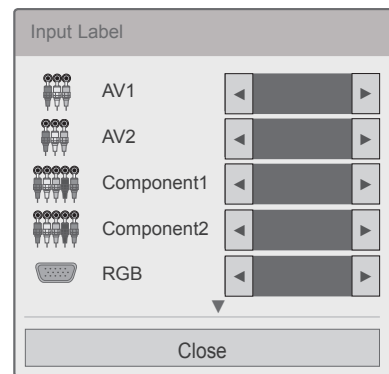 Input Label
AV1
AV2
Component1
Component2
RGB
Close